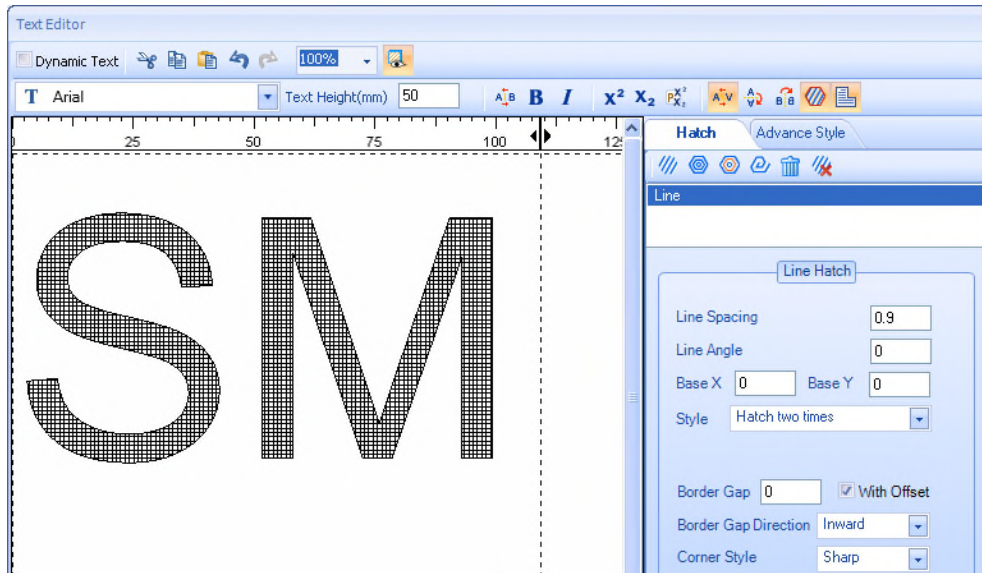 Text Editor
Dynamic Text 100%
T Arial Text Height(mm) 50 A B B I X² X₂ PX²X₂ A V A V B B
25 50 75 100
Hatch Advance Style
Line
SM
Line Hatch
Line Spacing 0.9
Line Angle 0
Base X 0 Base Y 0
Style Hatch two times
Border Gap 0 With Offset
Border Gap Direction Inward
Corner Style Sharp